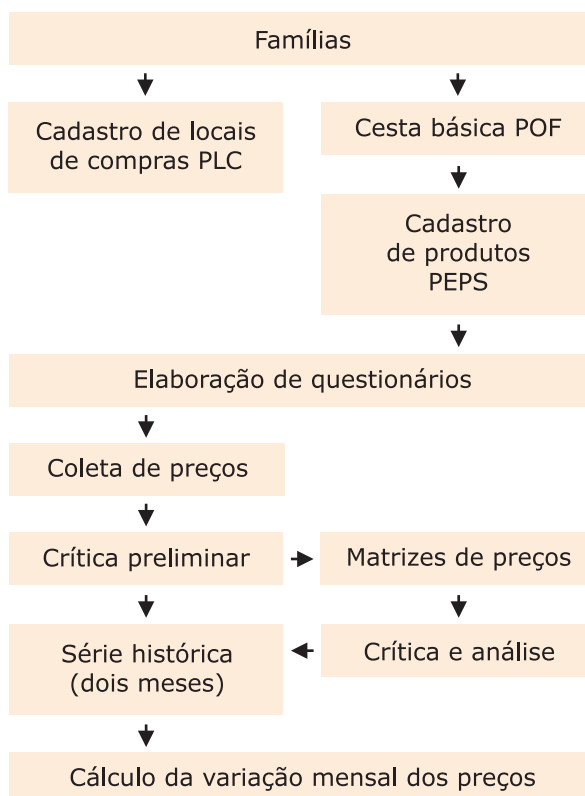 Famílias
Cadastro de locais
de compras PLC
Cesta básica POF
Cadastro
de produtos
PEPS
Elaboração de questionários
Coleta de preços
Crítica preliminar
Matrizes de preços
Série histórica
(dois meses)
Crítica e análise
Cálculo da variação mensal dos preços